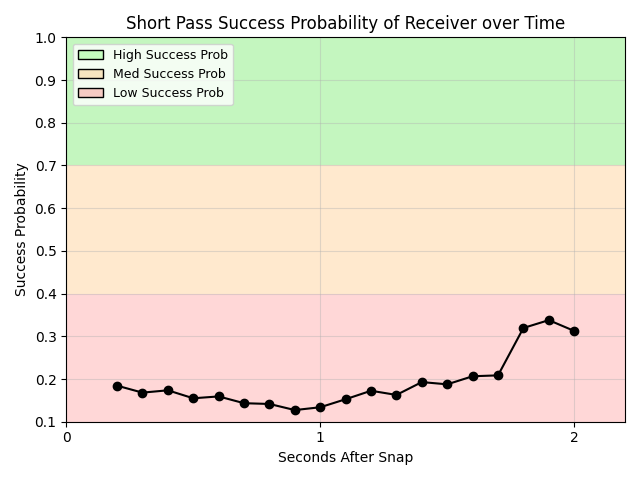 Short Pass Success Probability of Receiver over Time
High Success Prob
Med Success Prob
Low Success Prob
Success Probability
1.0
0.9
0.8
0.7
0.6
0.5
0.4
0.3
0.2
0.1
0
1
2
Seconds After Snap